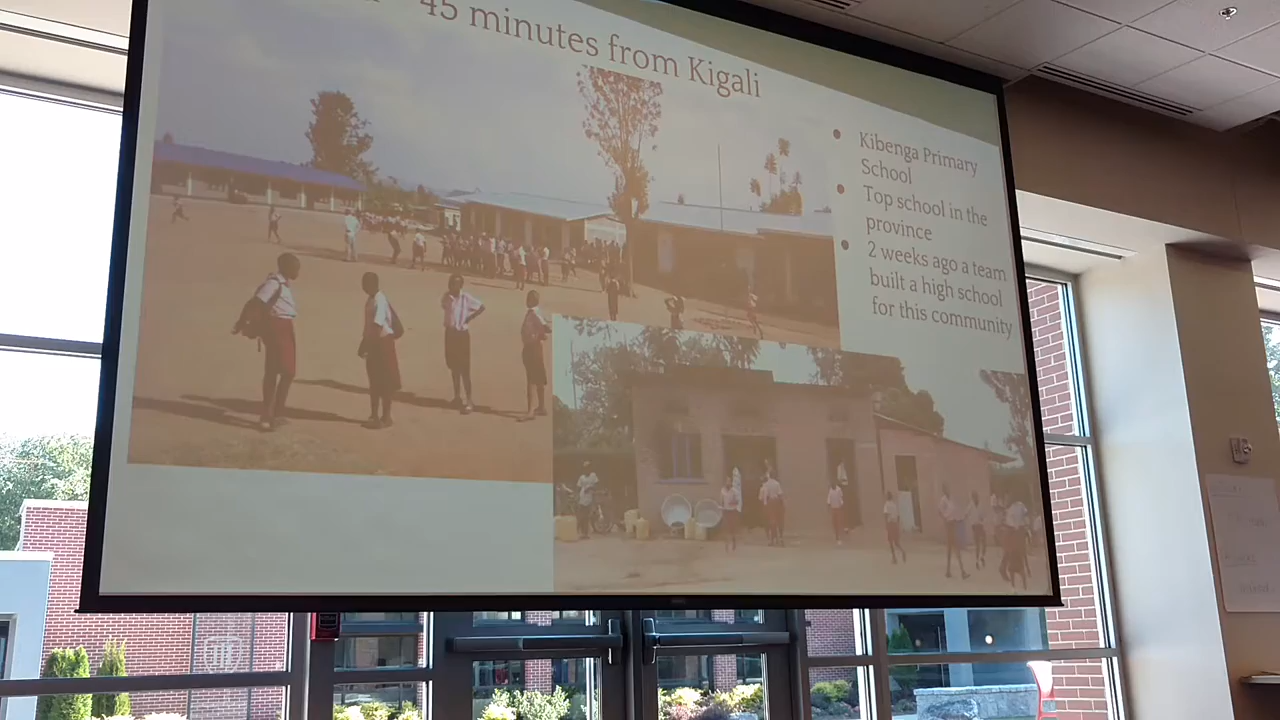 45 minutes from Kigali
Kibenga Primary
School
Top school in the
province
2 weeks ago a team
built a high school
for this community